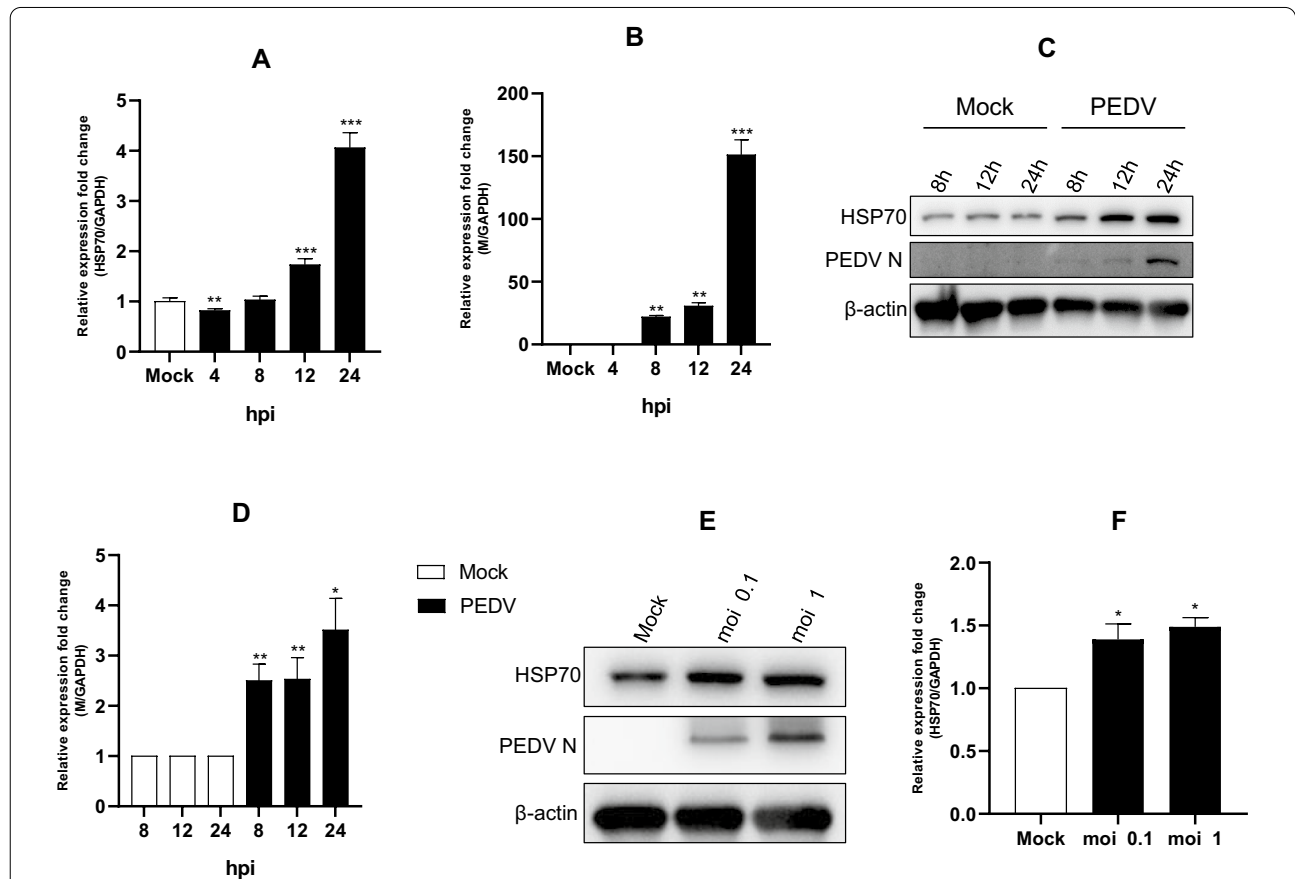 A
Relative expression fold change
(HSP70/GAPDH)
5
4
3
2
1
0
**
***
***
Mock 4 8 12 24
hpi
B
Relative expression fold change
(M/GAPDH)
200
150
100
50
0
**
**
***
Mock 4 8 12 24
hpi
C
Mock PEDV
8h 12h 24h 8h 12h 24h
HSP70
PEDV N
β-actin
D
Relative expression fold change
(M/GAPDH)
5
4
3
2
1
0
**
**
*
8 12 24 8 12 24
hpi
Mock
PEDV
E
Mock moi 0.1 moi 1
HSP70
PEDV N
β-actin
F
Relative expression fold chage
(HSP70/GAPDH)
2.0
1.5
1.0
0.5
0.0
*
*
Mock moi 0.1 moi 1